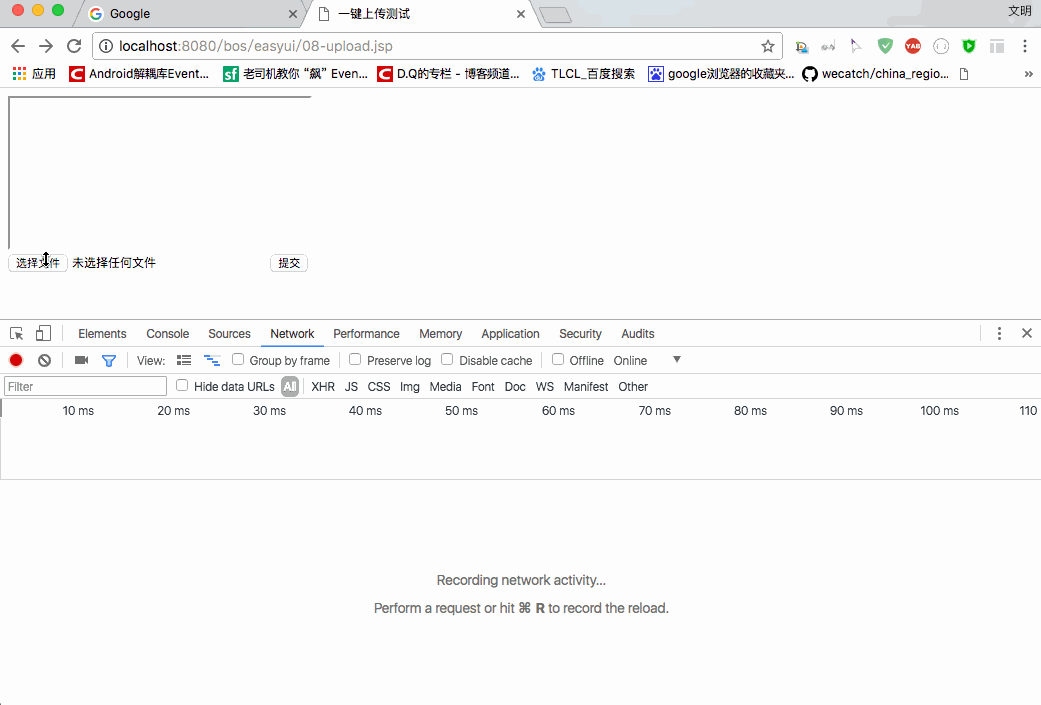 Google
一键上传测试
文明
localhost:8080/bos/easyui/08-upload.jsp
YAB
应用
Android解耦库Event...
sf
老司机教你“飙”Even...
D.Q的专栏 - 博客频道...
TLCL_百度搜索
google浏览器的收藏夹...
wecatch/china_regio...
»
选择文件 未选择任何文件 提交
Elements Console Sources Network Performance Memory Application Security Audits
View: Group by frame Preserve log Disable cache Offline Online
Filter Hide data URLs All XHR JS CSS Img Media Font Doc WS Manifest Other
10 ms 20 ms 30 ms 40 ms 50 ms 60 ms 70 ms 80 ms 90 ms 100 ms 110
Recording network activity...
Perform a request or hit ⌘ R to record the reload.